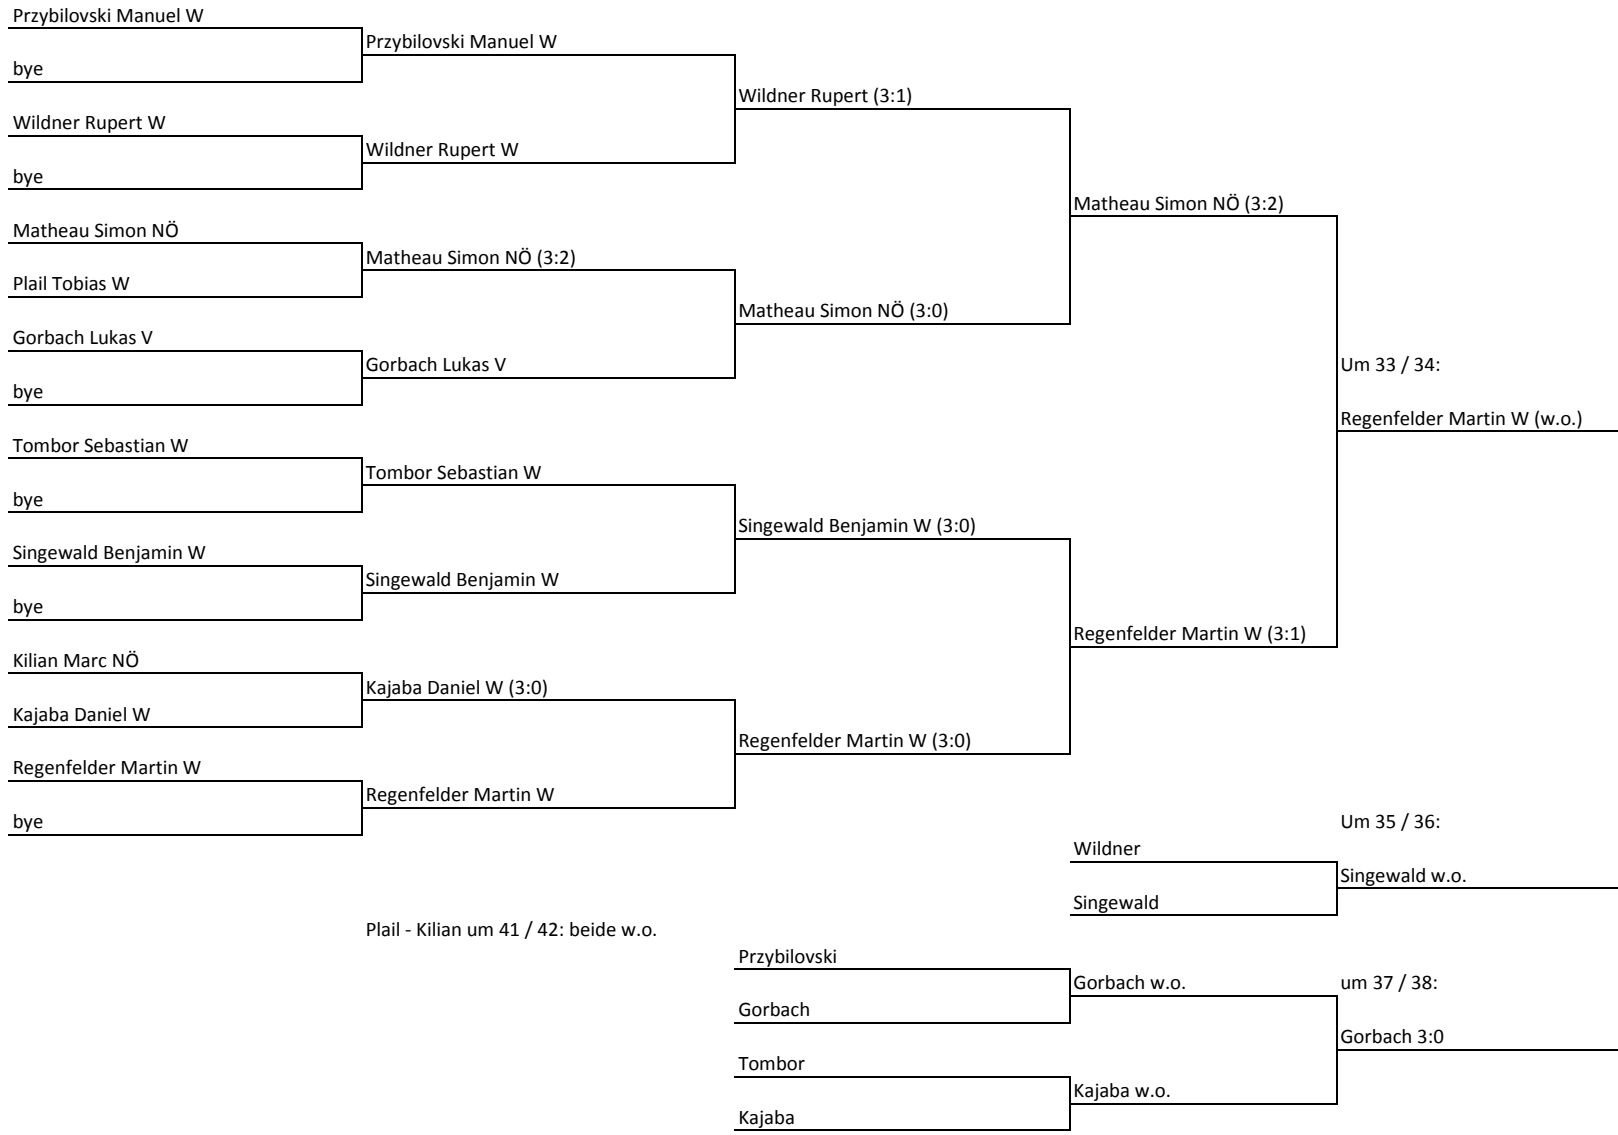 Przybilovski Manuel W
Przybilovski Manuel W
bye
Wildner Rupert (3:1)
Wildner Rupert W
Wildner Rupert W
bye
Matheau Simon NÖ (3:2)
Matheau Simon NÖ
Matheau Simon NÖ (3:2)
Plail Tobias W
Matheau Simon NÖ (3:0)
Gorbach Lukas V
Gorbach Lukas V
Um 33 / 34:
bye
Regenfelder Martin W (w.o.)
Tombor Sebastian W
Tombor Sebastian W
bye
Singewald Benjamin W (3:0)
Singewald Benjamin W
Singewald Benjamin W
bye
Regenfelder Martin W (3:1)
Kilian Marc NÖ
Kajaba Daniel W (3:0)
Kajaba Daniel W
Regenfelder Martin W (3:0)
Regenfelder Martin W
Regenfelder Martin W
bye
Um 35 / 36:
Wildner
Singewald w.o.
Singewald
Plail - Kilian um 41 / 42: beide w.o.
Przybilovski
Gorbach w.o.
um 37 / 38:
Gorbach
Gorbach 3:0
Tombor
Kajaba w.o.
Kajaba